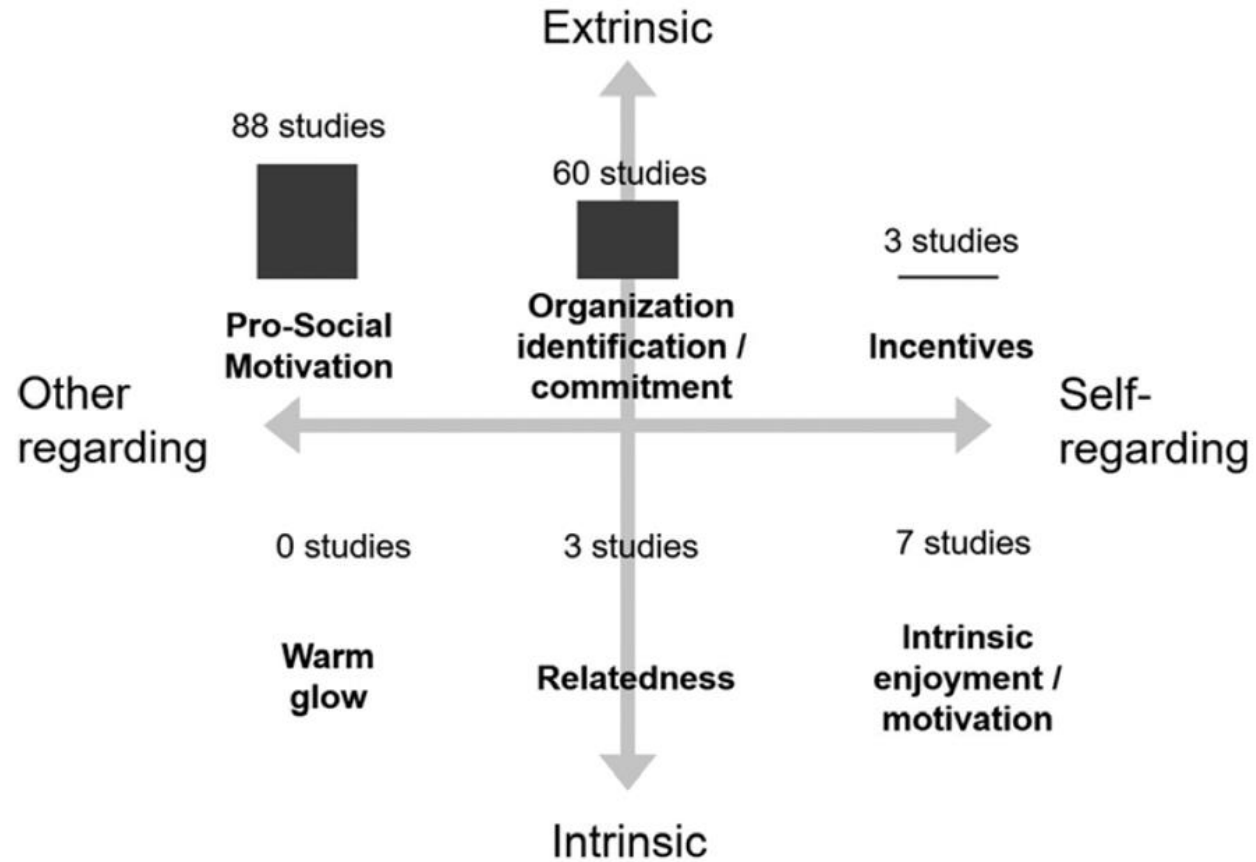 Extrinsic
88 studies
60 studies
3 studies
Pro-Social
Motivation
Organization
identification /
commitment
Incentives
Other
regarding
Self-
regarding
0 studies
3 studies
7 studies
Warm
glow
Relatedness
Intrinsic
enjoyment /
motivation
Intrinsic